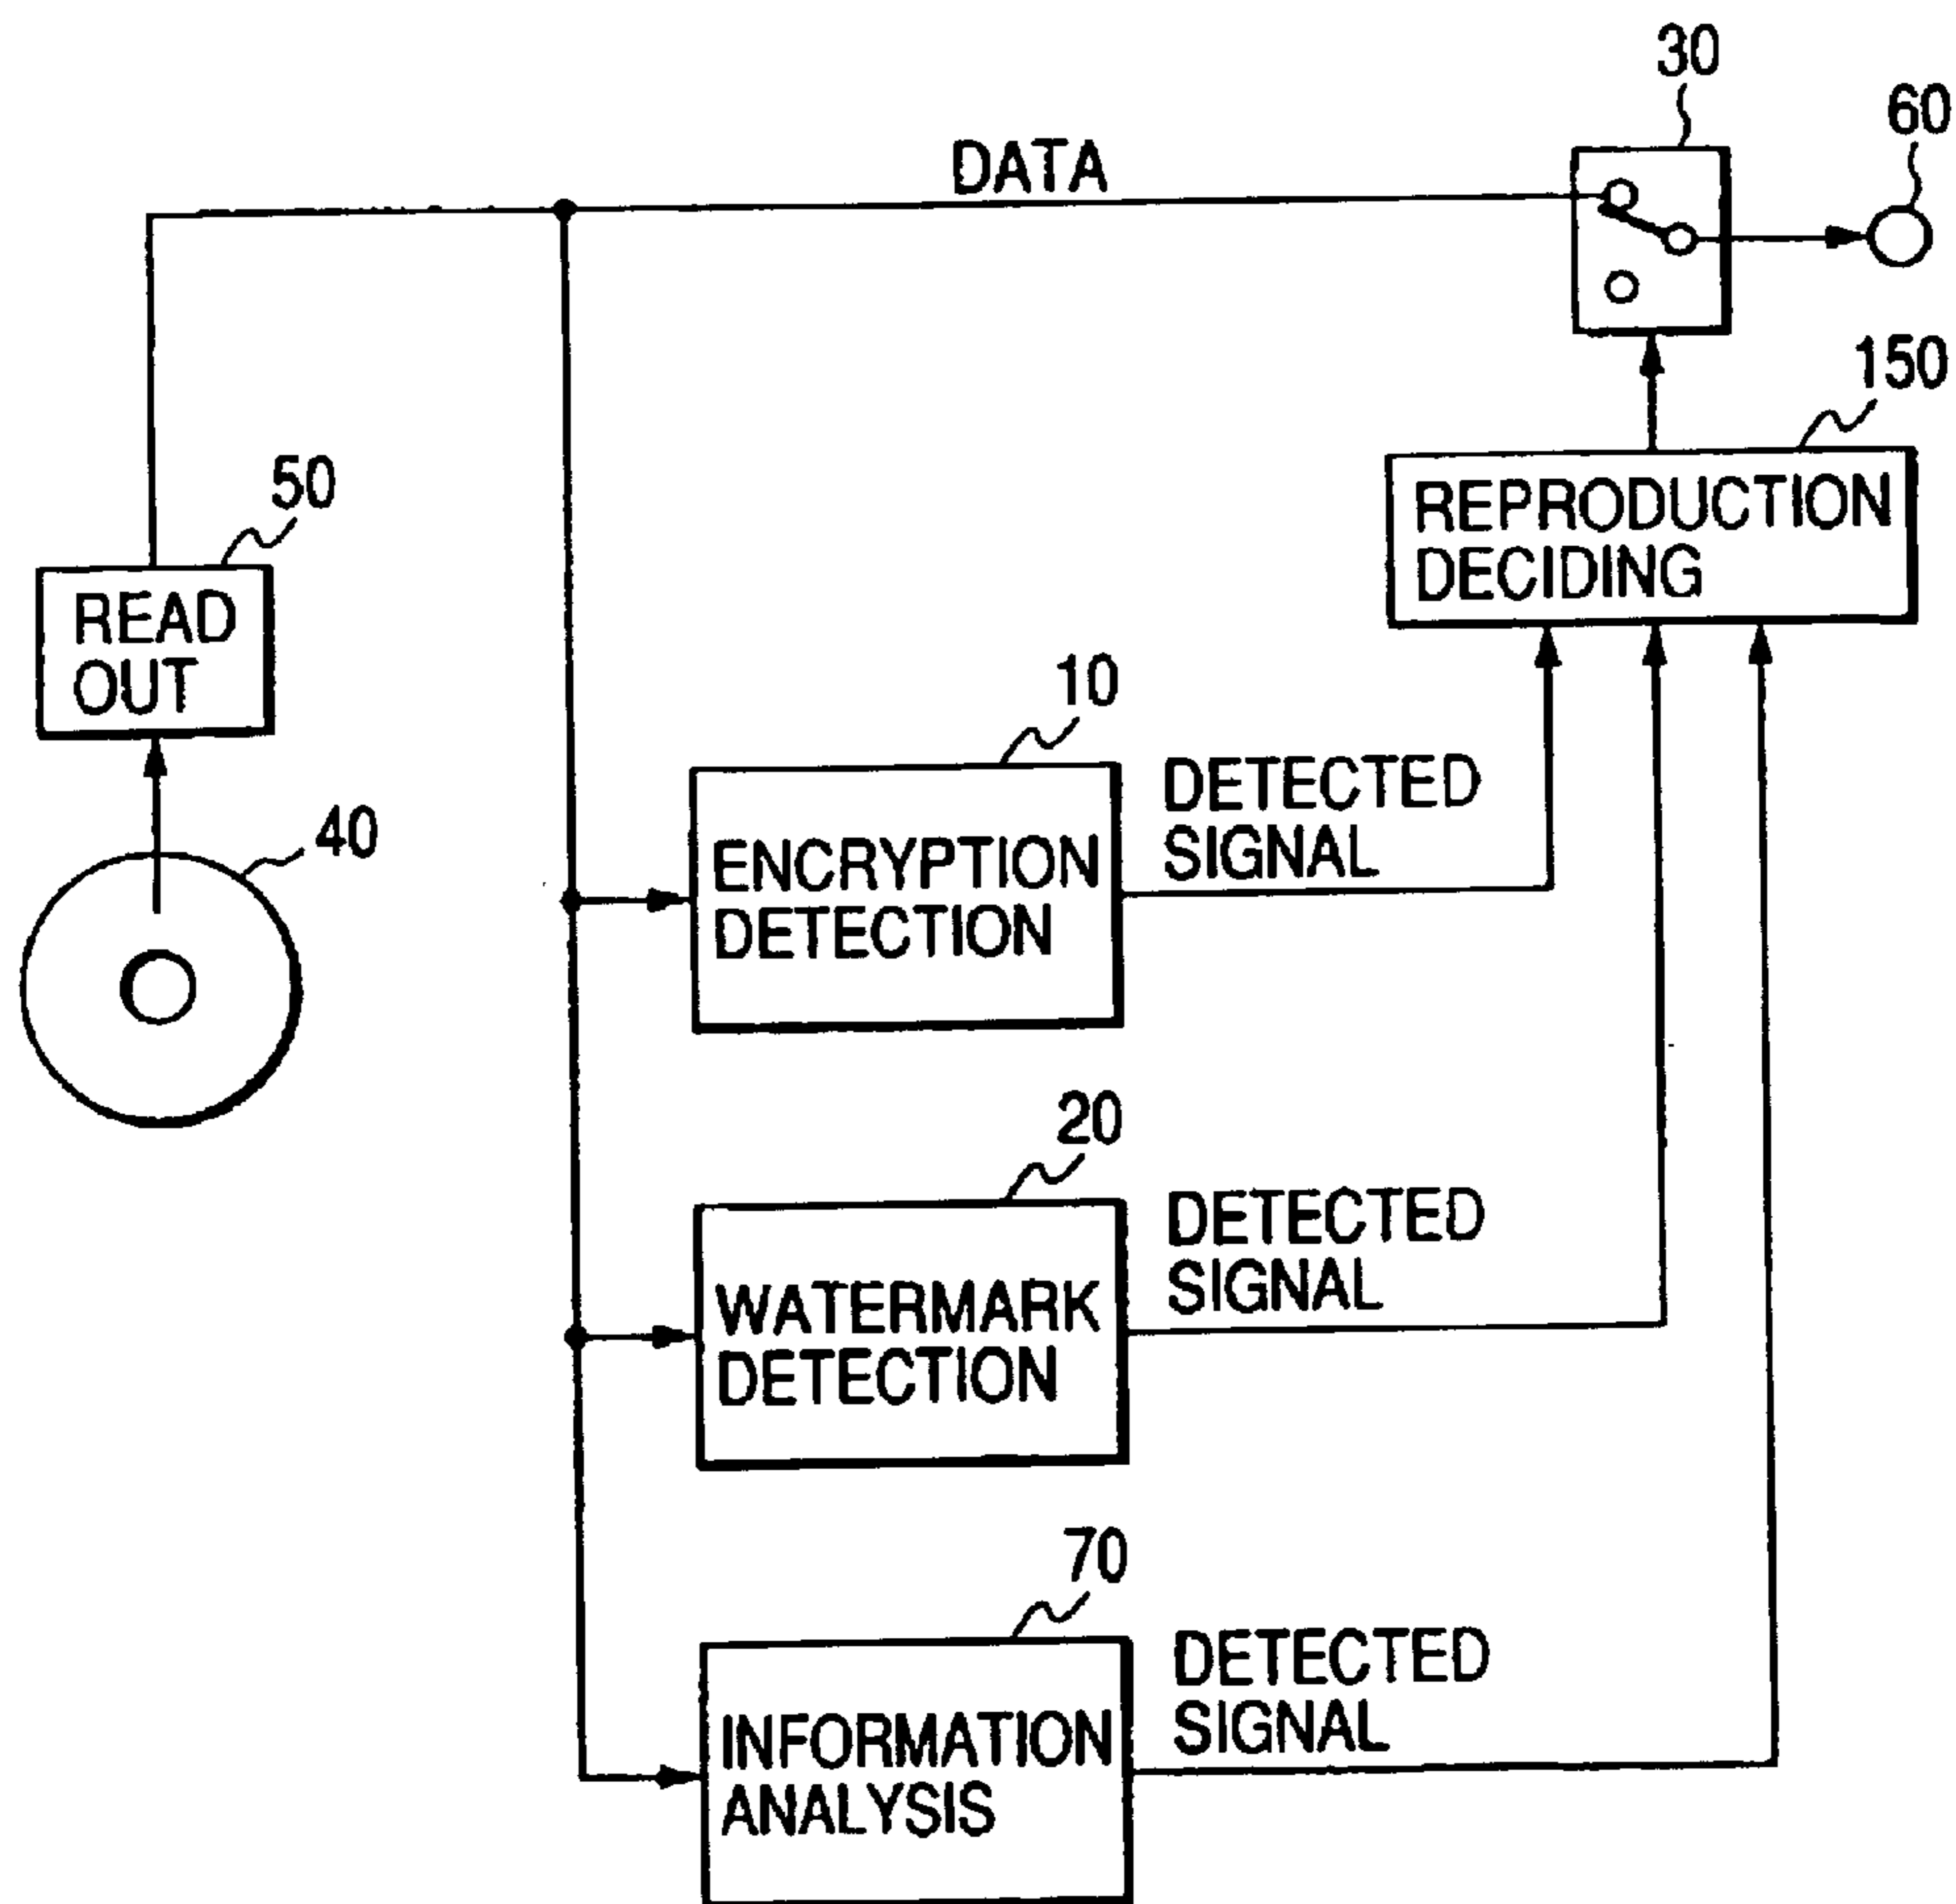 30
60
DATA
150
REPRODUCTION
DECIDING
50
READ
OUT
10
DETECTED
SIGNAL
ENCRYPTION
DETECTION
40
20
DETECTED
SIGNAL
WATERMARK
DETECTION
70
DETECTED
SIGNAL
INFORMATION
ANALYSIS